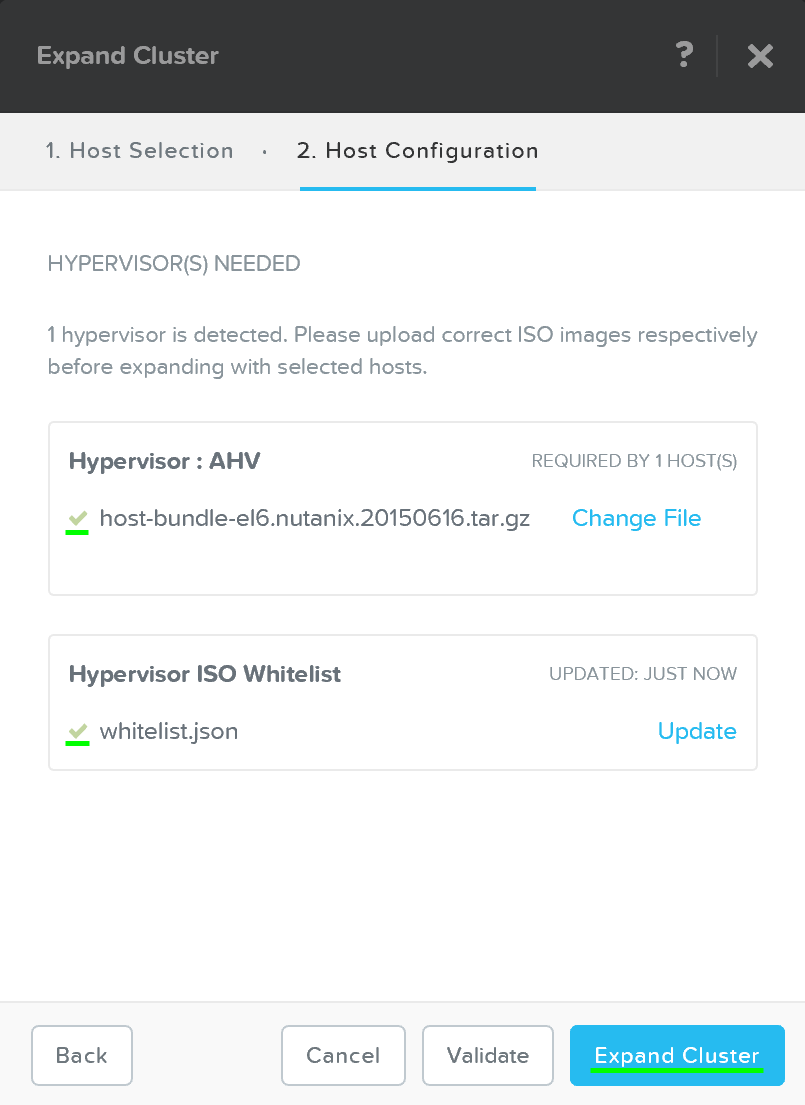 Expand Cluster ?
1. Host Selection · 2. Host Configuration
HYPERVISOR(S) NEEDED
1 hypervisor is detected. Please upload correct ISO images respectively
before expanding with selected hosts.
Hypervisor : AHV REQUIRED BY 1 HOST(S)
host-bundle-el6.nutanix.20150616.tar.gz Change File
Hypervisor ISO Whitelist UPDATED: JUST NOW
whitelist.json Update
Back Cancel Validate Expand Cluster